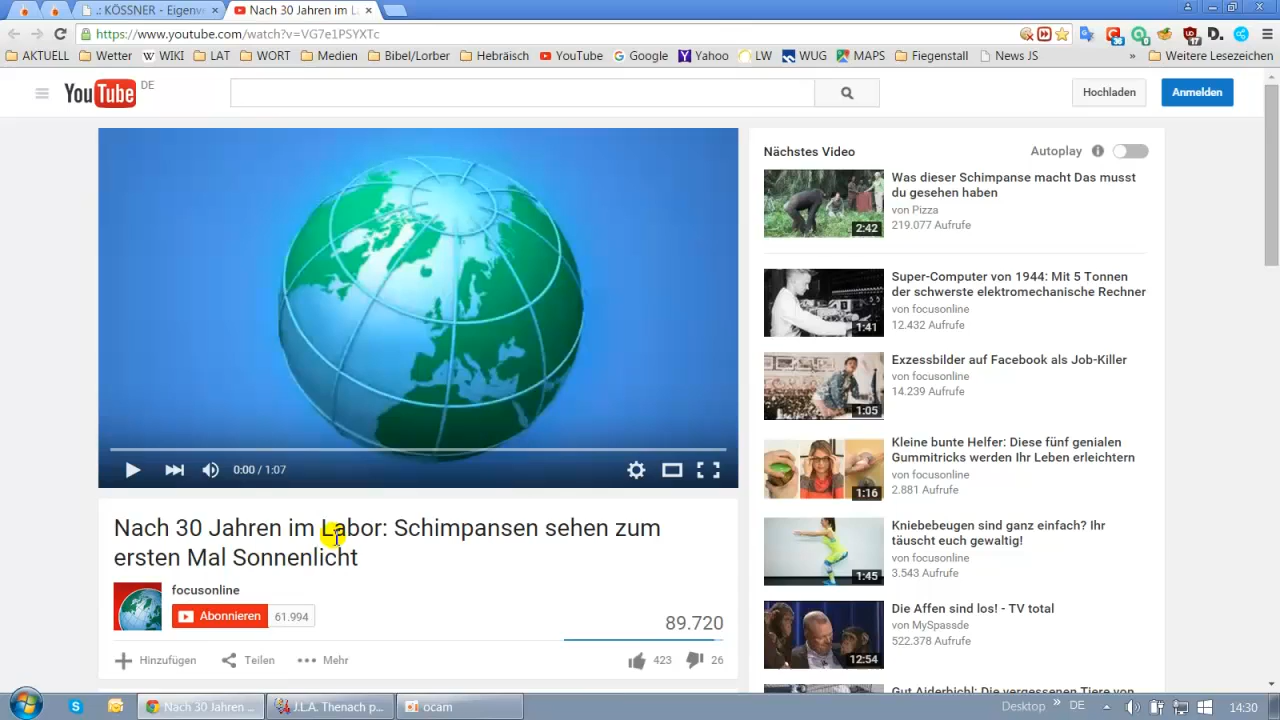 .: KÖSSNER - Eigenw
Nach 30 Jahren im L
https://www.youtube.com/watch?v=VG7e1PSYXTc
AKTUELL Wetter WIKI LAT WORT Medien Bibel/Lorber Hebräisch YouTube Google Yahoo LW WUG MAPS Fiegenstall News JS » Weitere Lesezeichen
YouTube DE
Hochladen
Anmelden
Nächstes Video
Autoplay
Was dieser Schimpanse macht Das musst
du gesehen haben
von Pizza
219.077 Aufrufe
2:42
Super-Computer von 1944: Mit 5 Tonnen
der schwerste elektromechanische Rechner
von focusonline
12.432 Aufrufe
1:41
Exzessbilder auf Facebook als Job-Killer
von focusonline
14.239 Aufrufe
1:05
Kleine bunte Helfer: Diese fünf genialen
Gummitricks werden Ihr Leben erleichtern
von focusonline
2.881 Aufrufe
1:16
Kniebebeugen sind ganz einfach? Ihr
täuscht euch gewaltig!
von focusonline
3.543 Aufrufe
1:45
Die Affen sind los! - TV total
von MySpassde
522.378 Aufrufe
12:54
Gut Aiderbichl: Die vergessenen Tiere von
0:00 / 1:07
Nach 30 Jahren im Labor: Schimpansen sehen zum
ersten Mal Sonnenlicht
focusonline
Abonnieren 61.994
89.720
Hinzufügen Teilen Mehr
423 26
Nach 30 Jahren ...
J.L.A. Thenach p...
ocam
Desktop » DE 14:30